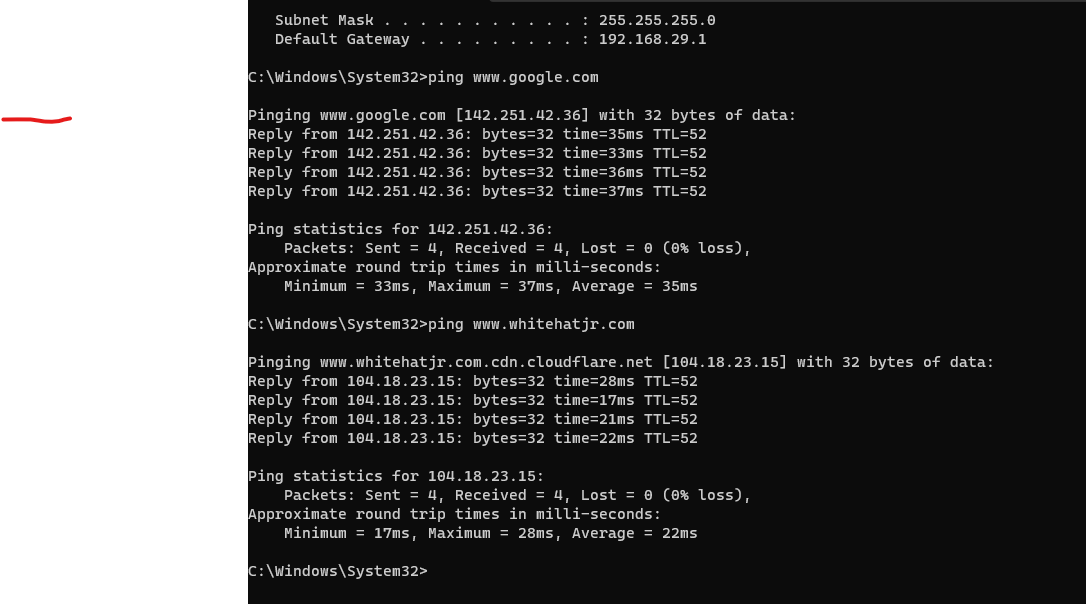 Subnet Mask . . . . . . . . . . . : 255.255.255.0
Default Gateway . . . . . . . . . : 192.168.29.1
C:\Windows\System32>ping www.google.com
Pinging www.google.com [142.251.42.36] with 32 bytes of data:
Reply from 142.251.42.36: bytes=32 time=35ms TTL=52
Reply from 142.251.42.36: bytes=32 time=33ms TTL=52
Reply from 142.251.42.36: bytes=32 time=36ms TTL=52
Reply from 142.251.42.36: bytes=32 time=37ms TTL=52
Ping statistics for 142.251.42.36:
Packets: Sent = 4, Received = 4, Lost = 0 (0% loss),
Approximate round trip times in milli-seconds:
Minimum = 33ms, Maximum = 37ms, Average = 35ms
C:\Windows\System32>ping www.whitehatjr.com
Pinging www.whitehatjr.com.cdn.cloudflare.net [104.18.23.15] with 32 bytes of data:
Reply from 104.18.23.15: bytes=32 time=28ms TTL=52
Reply from 104.18.23.15: bytes=32 time=17ms TTL=52
Reply from 104.18.23.15: bytes=32 time=21ms TTL=52
Reply from 104.18.23.15: bytes=32 time=22ms TTL=52
Ping statistics for 104.18.23.15:
Packets: Sent = 4, Received = 4, Lost = 0 (0% loss),
Approximate round trip times in milli-seconds:
Minimum = 17ms, Maximum = 28ms, Average = 22ms
C:\Windows\System32>